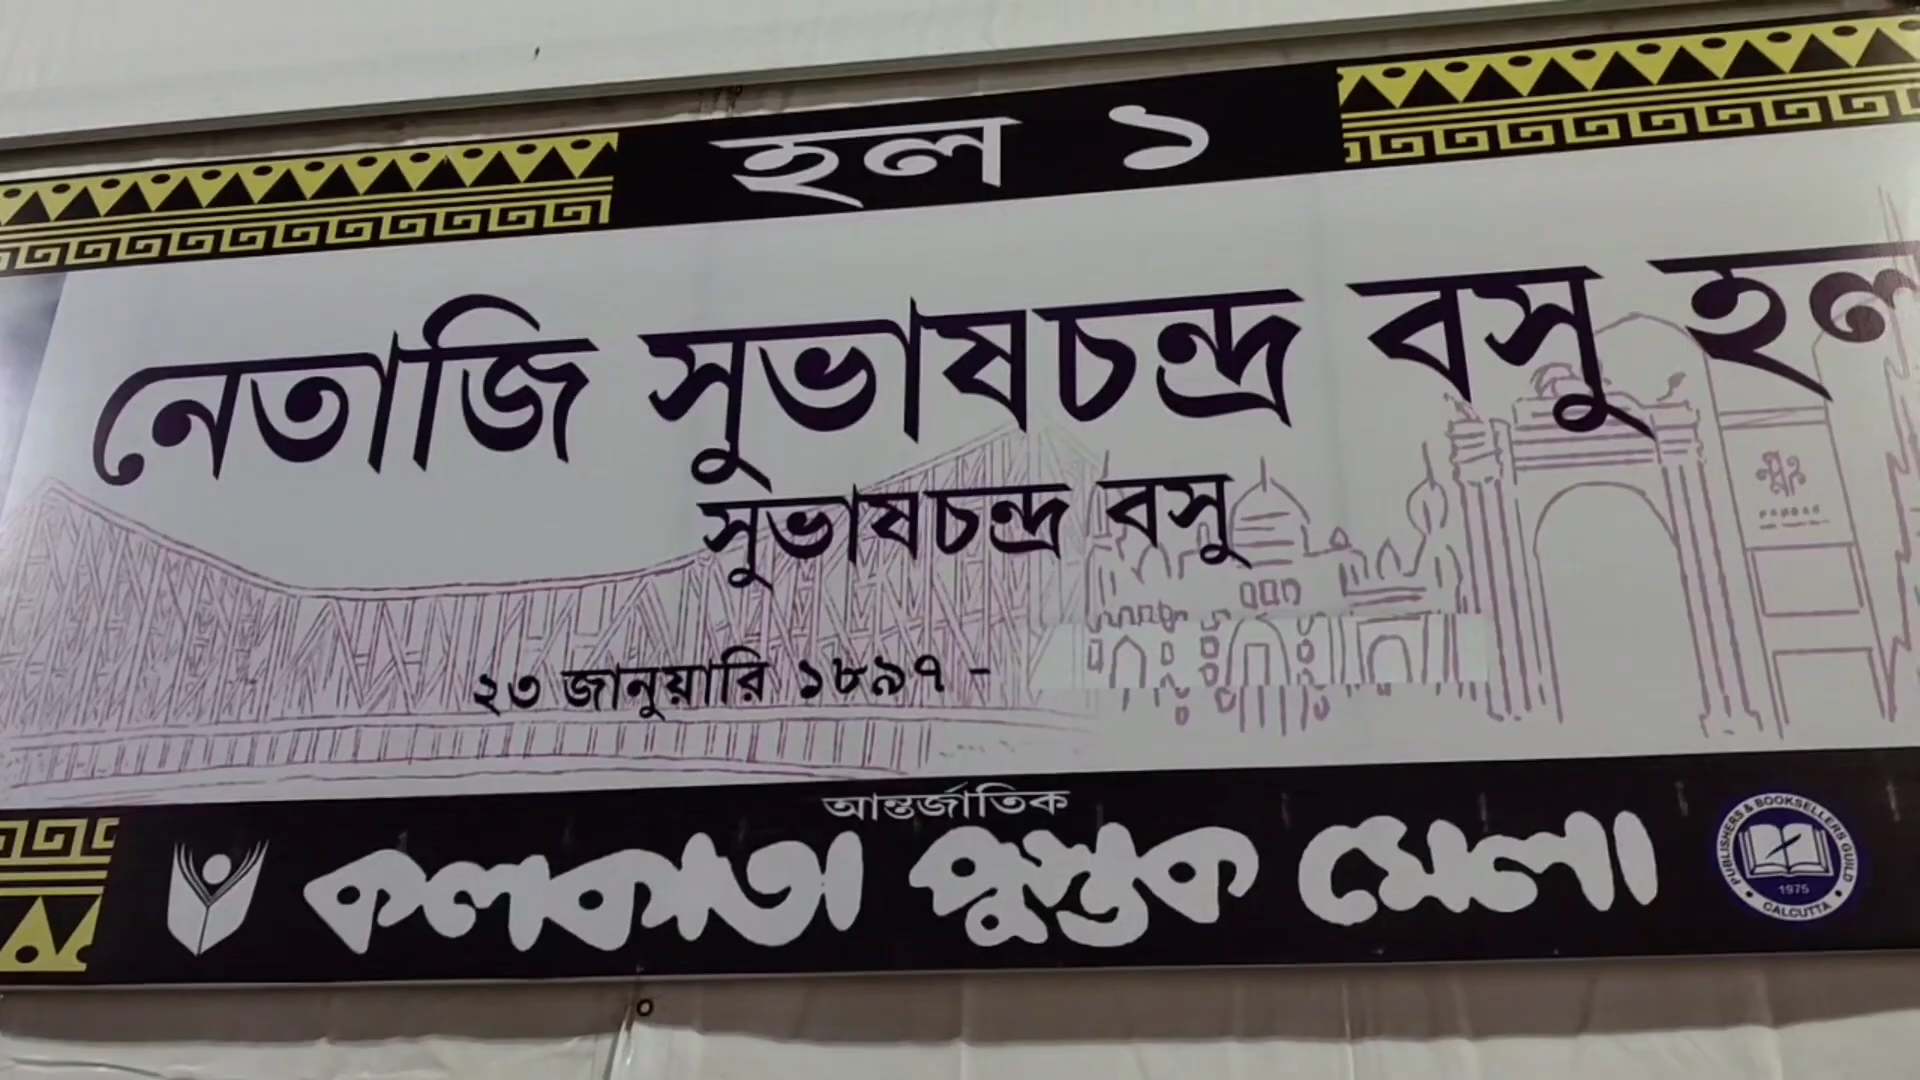 হল ১
নেতাজি সুভাষচন্দ্র বসু হল
সুভাষচন্দ্র বসু
২৩ জানুয়ারি ১৮৯৭ -
আন্তর্জাতিক
কলকাতা পুস্তক মেলা
PUBLISHERS & BOOKSELLERS GUILD
1975
CALCUTTA